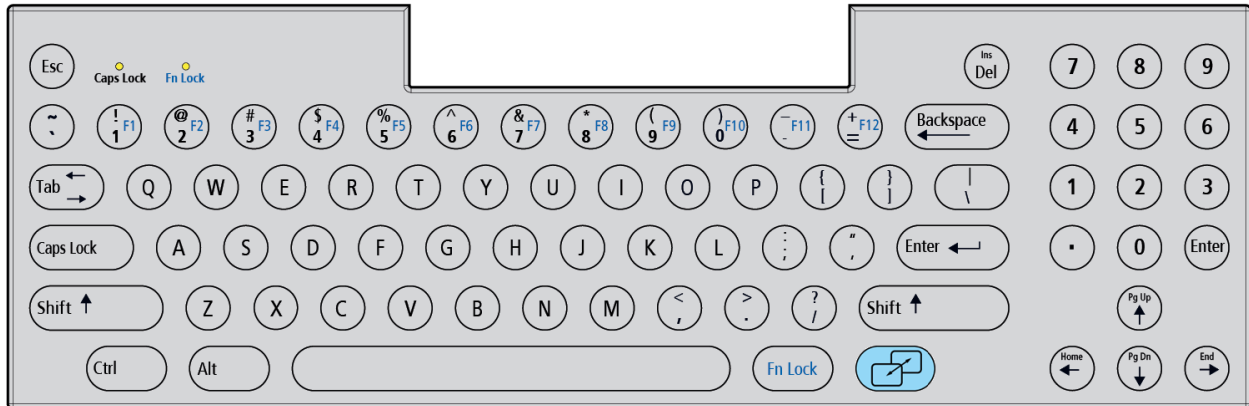 Esc Caps Lock Fn Lock Ins Del 7 8 9
~ ` ! 1 F1 @ 2 F2 # 3 F3 $ 4 F4 % 5 F5 ^ 6 F6 & 7 F7 * 8 F8 ( 9 F9 ) 0 F10 _ - F11 + = F12 Backspace 4 5 6
Tab Q W E R T Y U I O P { [ } ] | \ 1 2 3
Caps Lock A S D F G H J K L : ; " ' Enter . 0 Enter
Shift Z X C V B N M < , > . ? / Shift Pg Up
Ctrl Alt Fn Lock Home Pg Dn End